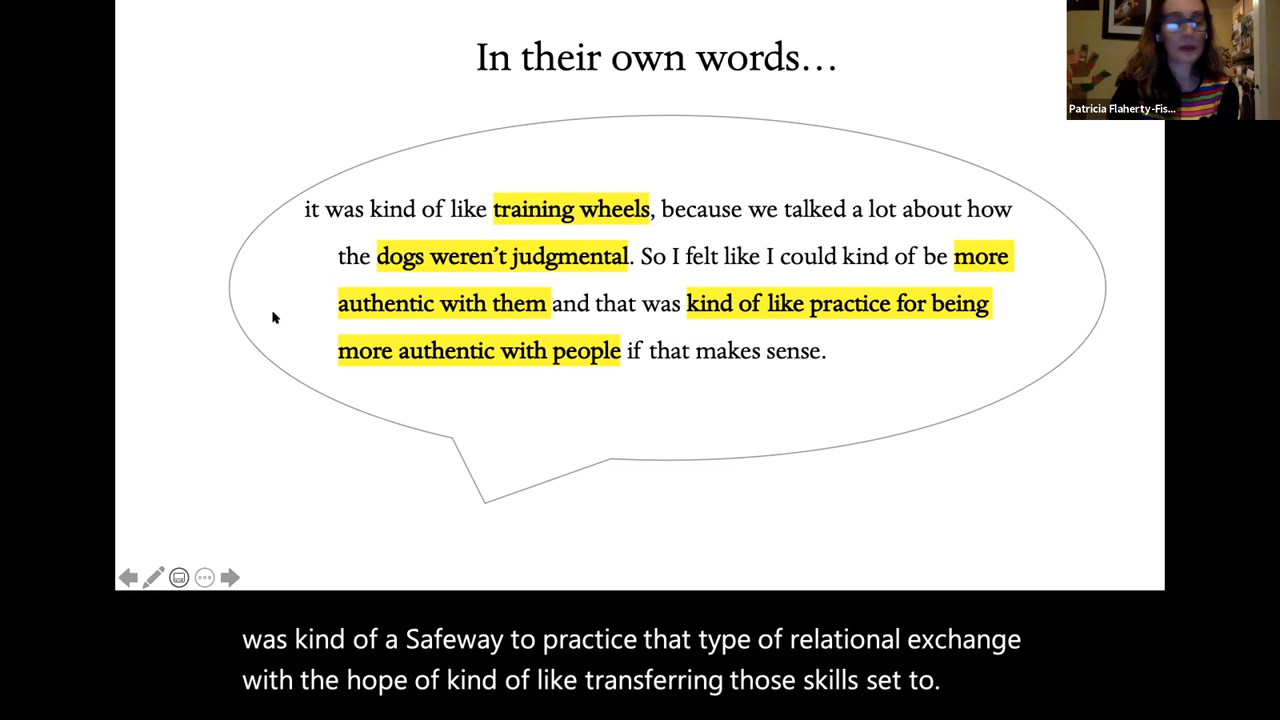 In their own words…
Patricia Flaherty-Fis...
it was kind of like training wheels, because we talked a lot about how
the dogs weren’t judgmental. So I felt like I could kind of be more
authentic with them and that was kind of like practice for being
more authentic with people if that makes sense.
was kind of a Safeway to practice that type of relational exchange
with the hope of kind of like transferring those skills set to.